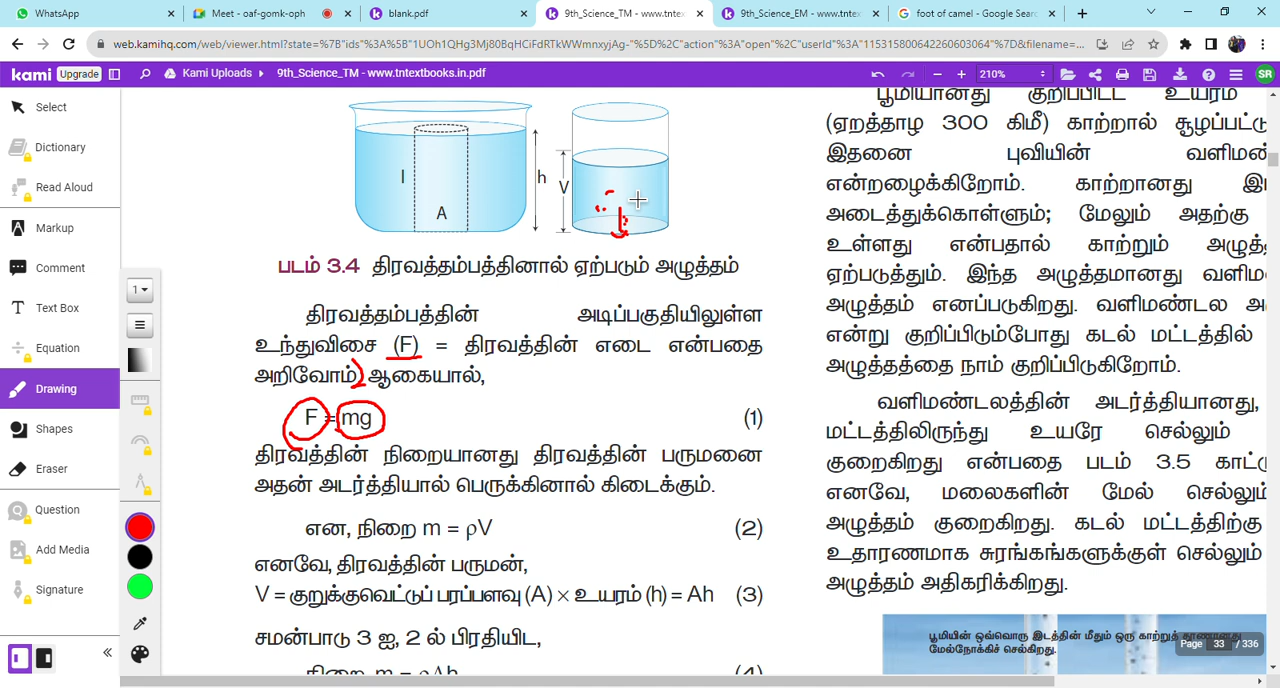 WhatsApp
Meet - oaf-gomk-oph
blank.pdf
9th_Science_TM - www.tntex
9th_Science_EM - www.tntex
foot of camel - Google Sear
web.kamihq.com/web/viewer.html?state=%7B"ids"%3A%5B"1UOh1QHg3Mj80BqHCiFdRTkWWmnxyjAg-"%5D%2C"action"%3A"open"%2C"userId"%3A"115315800642260603064"%7D&filename=...
kami Upgrade
Kami Uploads
9th_Science_TM - www.tntextbooks.in.pdf
210%
SR
Select
Dictionary
Read Aloud
Markup
Comment
Text Box
Equation
Drawing
Shapes
Eraser
Question
Add Media
Signature
1
l
A
h
V
படம் 3.4 திரவத்தம்பத்தினால் ஏற்படும் அழுத்தம்
திரவத்தம்பத்தின் அடிப்பகுதியிலுள்ள
உந்துவிசை (F) = திரவத்தின் எடை என்பதை
அறிவோம் ஆகையால்,
F = mg (1)
திரவத்தின் நிறையானது திரவத்தின் பருமனை
அதன் அடர்த்தியால் பெருக்கினால் கிடைக்கும்.
என, நிறை m = ρV (2)
எனவே, திரவத்தின் பருமன்,
V = குறுக்குவெட்டுப் பரப்பளவு (A) × உயரம் (h) = Ah (3)
சமன்பாடு 3 ஐ, 2 ல் பிரதியிட,
நிறை m = ρAh (4)
பூமியானது குறிப்பிட்ட உயரம்
(ஏறத்தாழ 300 கிமீ) காற்றால் சூழப்பட்டு
இதனை புவியின் வளிமண்
என்றழைக்கிறோம். காற்றானது இ
அடைத்துக்கொள்ளும்; மேலும் அதற்கு
உள்ளது என்பதால் காற்றும் அழுத்
ஏற்படுத்தும். இந்த அழுத்தமானது வளிம
அழுத்தம் எனப்படுகிறது. வளிமண்டல அ
என்று குறிப்பிடும்போது கடல் மட்டத்தில்
அழுத்தத்தை நாம் குறிப்பிடுகிறோம்.
வளிமண்டலத்தின் அடர்த்தியானது,
மட்டத்திலிருந்து உயரே செல்லும்
குறைகிறது என்பதை படம் 3.5 காட்டு
எனவே, மலைகளின் மேல் செல்லும்
அழுத்தம் குறைகிறது. கடல் மட்டத்திற்கு
உதாரணமாக சுரங்கங்களுக்குள் செல்லும்
அழுத்தம் அதிகரிக்கிறது.
பூமியின் ஒவ்வொரு இடத்தின் மீதும் ஒரு காற்றுத்
மேல்நோக்கிச் செல்கிறது.
Page 33 / 336